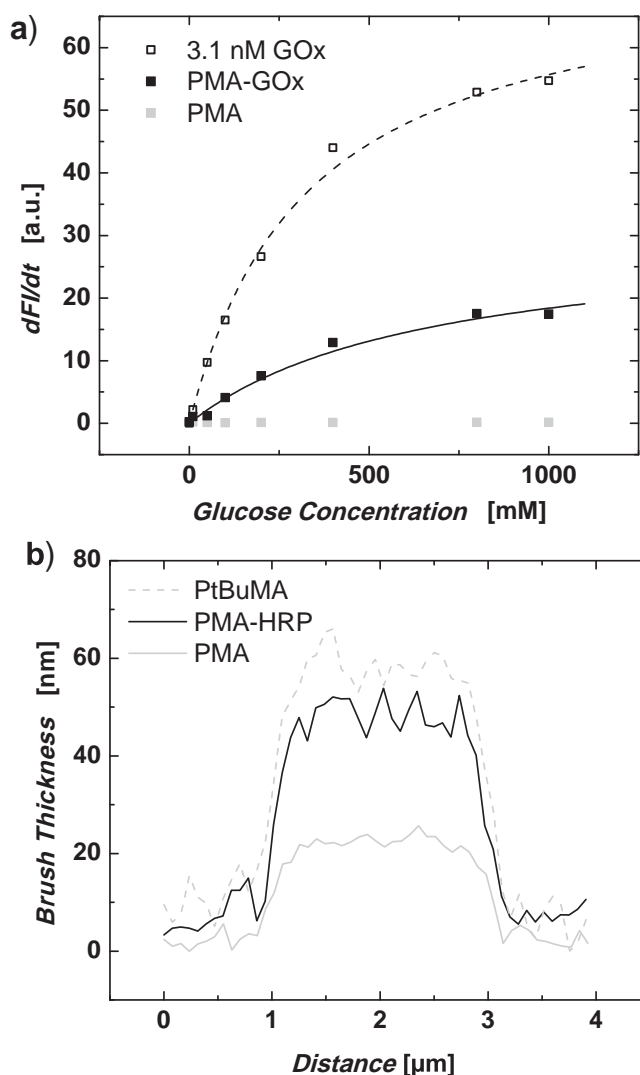 a)
60
50
40
30
20
10
0
dFI/dt [a.u.]
3.1 nM GOx
PMA-GOx
PMA
0 500 1000
Glucose Concentration [mM]
b)
80
60
40
20
0
Brush Thickness [nm]
PtBuMA
PMA-HRP
PMA
0 1 2 3 4
Distance [µm]